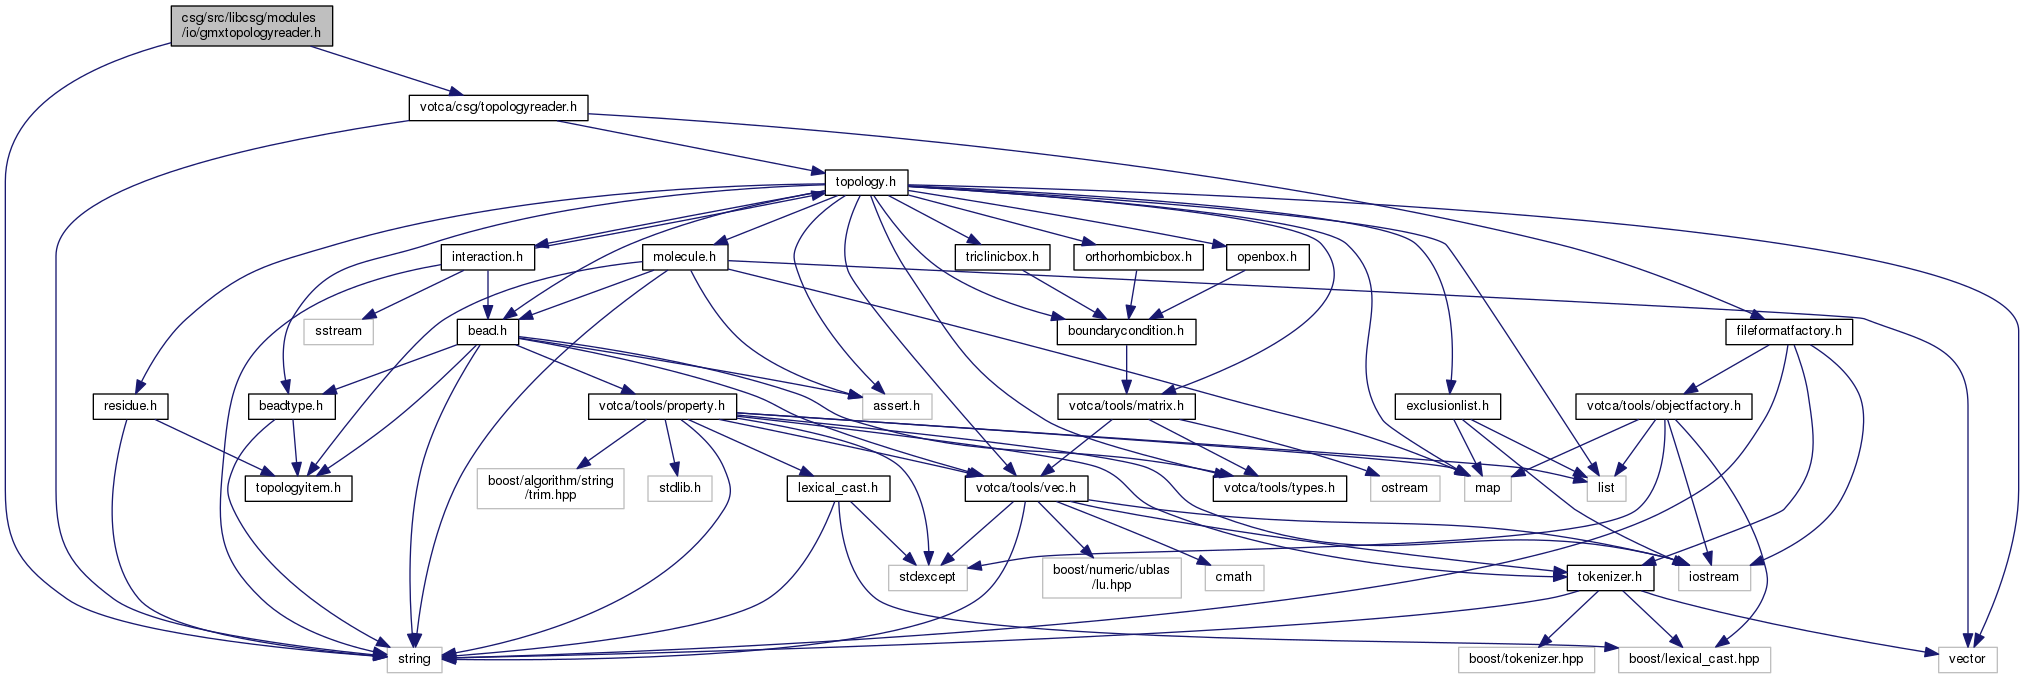 csg/src/libcsg/modules
/io/gmxtopologyreader.h
votca/csg/topologyreader.h
topology.h
interaction.h
molecule.h
triclinicbox.h
orthorhombicbox.h
openbox.h
sstream
bead.h
boundarycondition.h
fileformatfactory.h
residue.h
beadtype.h
votca/tools/property.h
assert.h
votca/tools/matrix.h
exclusionlist.h
votca/tools/objectfactory.h
topologyitem.h
boost/algorithm/string
/trim.hpp
stdlib.h
lexical_cast.h
votca/tools/vec.h
votca/tools/types.h
ostream
map
list
stdexcept
boost/numeric/ublas
/lu.hpp
cmath
tokenizer.h
iostream
string
boost/tokenizer.hpp
boost/lexical_cast.hpp
vector